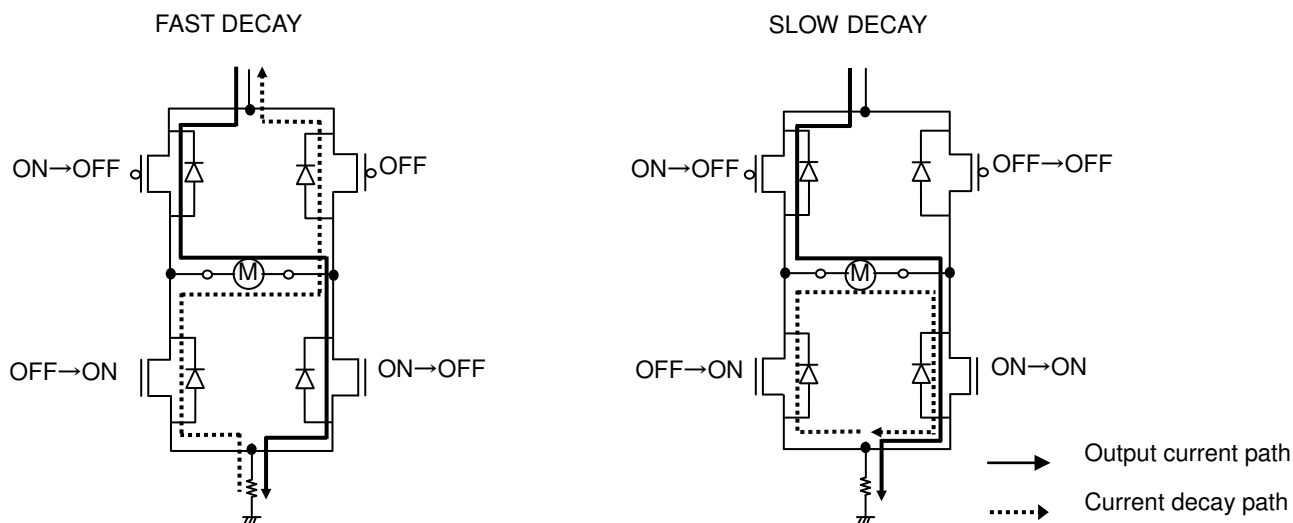 FAST DECAY
SLOW DECAY
ON→OFF
OFF
ON→OFF
OFF→OFF
M
M
OFF→ON
ON→OFF
OFF→ON
ON→ON
Output current path
Current decay path